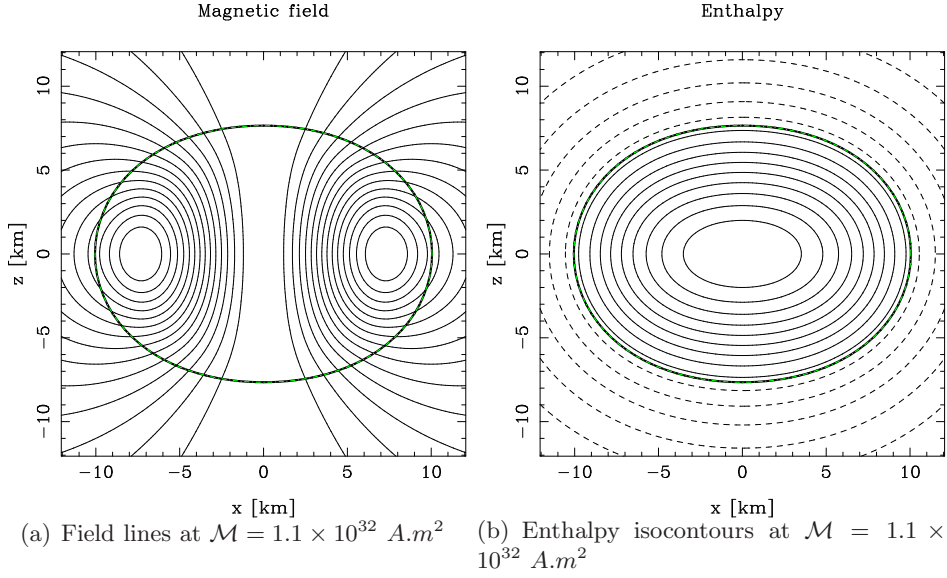 Magnetic field
Enthalpy
10
5
0
−5
−10
z [km]
−10 −5 0 5 10
x [km]
10
5
0
−5
−10
z [km]
−10 −5 0 5 10
x [km]
(a) Field lines at ℳ = 1.1 × 10³² A.m²
(b) Enthalpy isocontours at ℳ = 1.1 ×
10³² A.m²